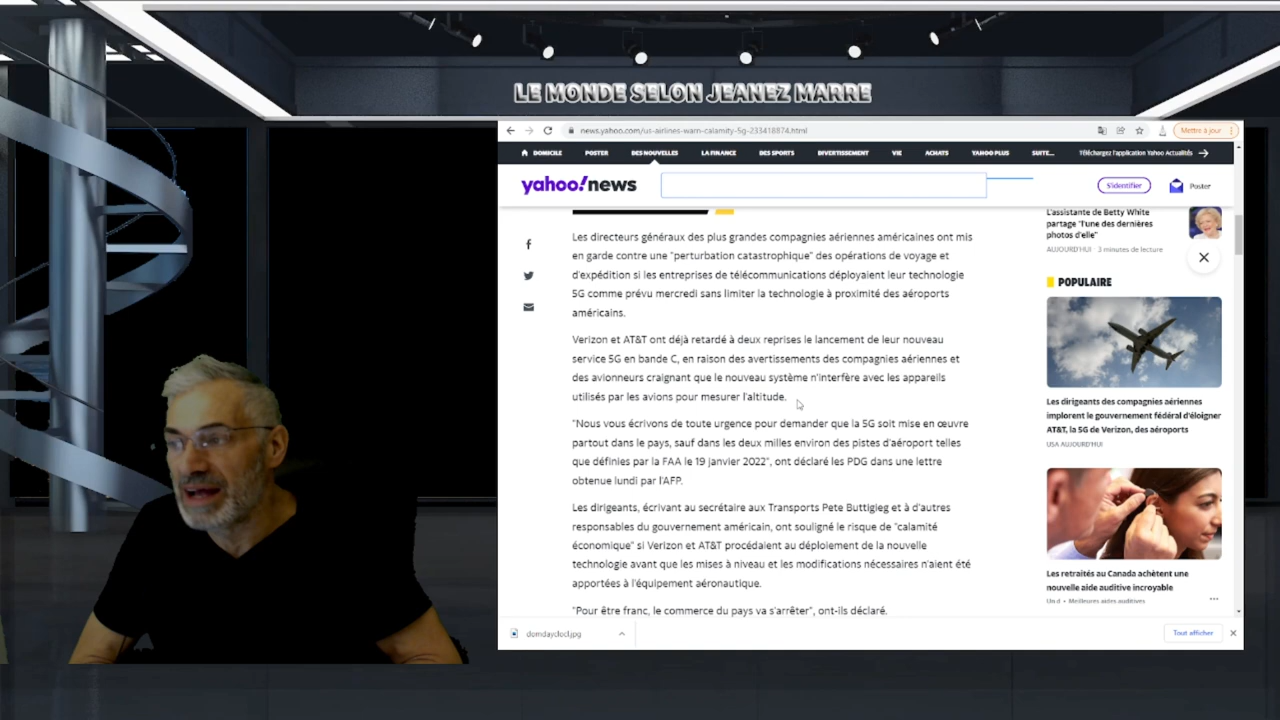 LE MONDE SELON JEANEZ MARRE
news.yahoo.com/us-airlines-warn-calamity-5g-233418874.html
Mettre à jour
DOMICILE POSTER DES NOUVELLES LA FINANCE DES SPORTS DIVERTISSEMENT VIE ACHATS YAHOO PLUS SUITE... Téléchargez l'application Yahoo Actualités
yahoo!news
S'identifier
Poster
Les directeurs généraux des plus grandes compagnies aériennes américaines ont mis
en garde contre une "perturbation catastrophique" des opérations de voyage et
d'expédition si les entreprises de télécommunications déployaient leur technologie
5G comme prévu mercredi sans limiter la technologie à proximité des aéroports
américains.
Verizon et AT&T ont déjà retardé à deux reprises le lancement de leur nouveau
service 5G en bande C, en raison des avertissements des compagnies aériennes et
des avionneurs craignant que le nouveau système n'interfère avec les appareils
utilisés par les avions pour mesurer l'altitude.
"Nous vous écrivons de toute urgence pour demander que la 5G soit mise en œuvre
partout dans le pays, sauf dans les deux milles environ des pistes d'aéroport telles
que définies par la FAA le 19 janvier 2022", ont déclaré les PDG dans une lettre
obtenue lundi par l'AFP.
Les dirigeants, écrivant au secrétaire aux Transports Pete Buttigieg et à d'autres
responsables du gouvernement américain, ont souligné le risque de "calamité
économique" si Verizon et AT&T procédaient au déploiement de la nouvelle
technologie avant que les mises à niveau et les modifications nécessaires n'aient été
apportées à l'équipement aéronautique.
"Pour être franc, le commerce du pays va s'arrêter", ont-ils déclaré.
L'assistante de Betty White
partage "l'une des dernières
photos d'elle"
AUJOURD'HUI · 3 minutes de lecture
POPULAIRE
Les dirigeants des compagnies aériennes
implorent le gouvernement fédéral d'éloigner
AT&T, la 5G de Verizon, des aéroports
USA AUJOURD'HUI
Les retraités au Canada achètent une
nouvelle aide auditive incroyable
Un.d • Meilleures aides auditives
domdayclocl.jpg
Tout afficher